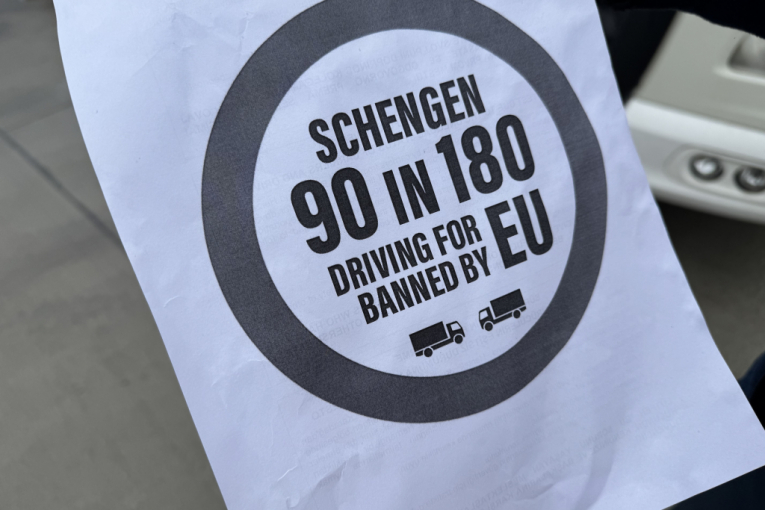 SCHENGEN
90 IN 180
DRIVING FOR EU
BANNED BY